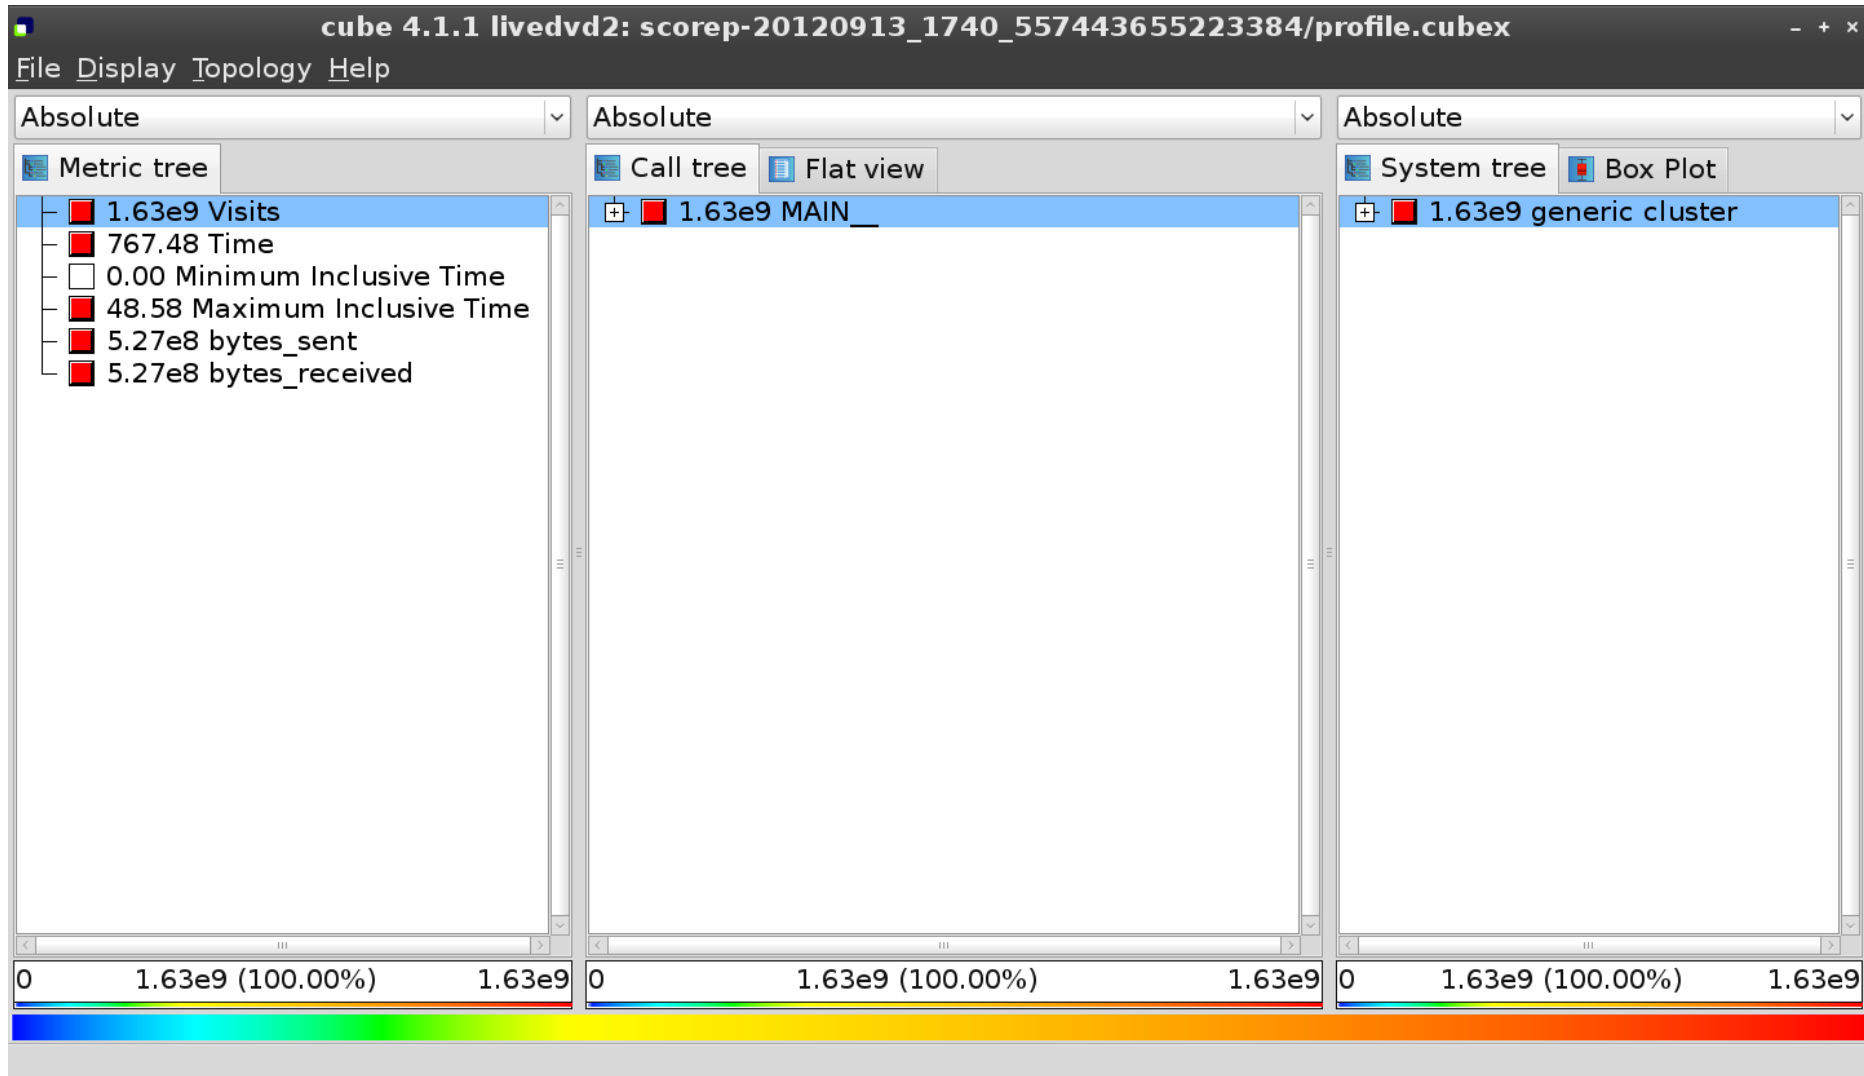 cube 4.1.1 livedvd2: scorep-20120913_1740_557443655223384/profile.cubex
File Display Topology Help
Absolute
Metric tree
1.63e9 Visits
767.48 Time
0.00 Minimum Inclusive Time
48.58 Maximum Inclusive Time
5.27e8 bytes_sent
5.27e8 bytes_received
0 1.63e9 (100.00%) 1.63e9
Absolute
Call tree Flat view
1.63e9 MAIN__
0 1.63e9 (100.00%) 1.63e9
Absolute
System tree Box Plot
1.63e9 generic cluster
0 1.63e9 (100.00%) 1.63e9